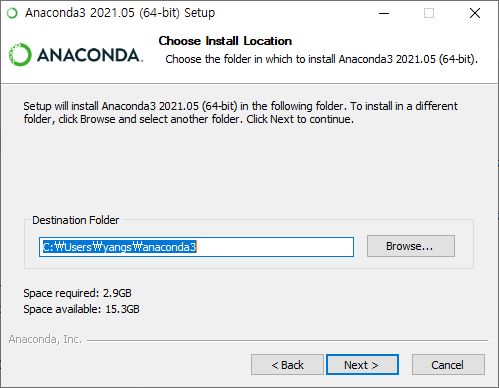 Anaconda3 2021.05 (64-bit) Setup
ANACONDA.
Choose Install Location
Choose the folder in which to install Anaconda3 2021.05 (64-bit).
Setup will install Anaconda3 2021.05 (64-bit) in the following folder. To install in a different
folder, click Browse and select another folder. Click Next to continue.
Destination Folder
C:₩Users₩yangs₩anaconda3
Browse...
Space required: 2.9GB
Space available: 15.3GB
Anaconda, Inc.
< Back
Next >
Cancel